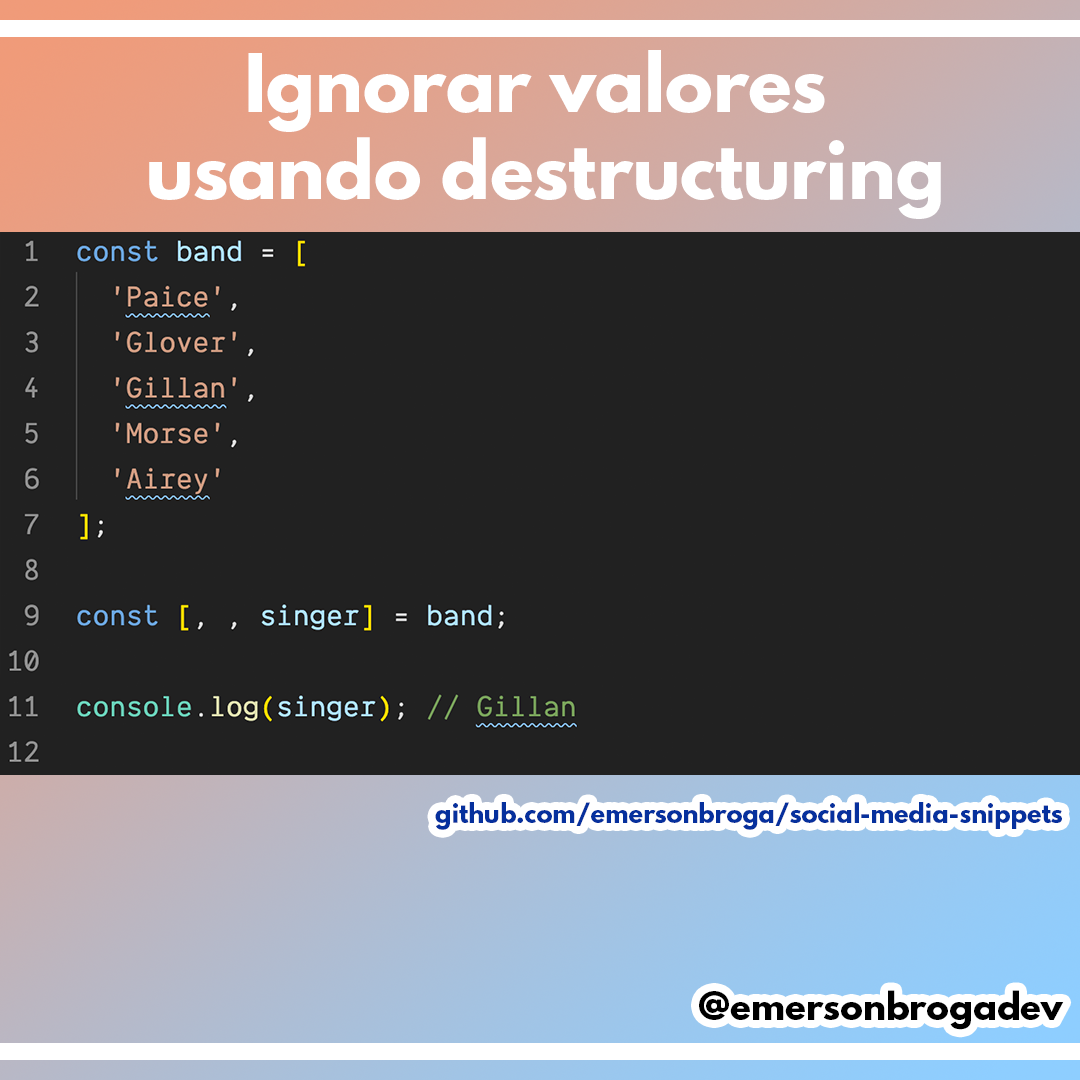 Ignorar valores
usando destructuring
1 const band = [
2 'Paice',
3 'Glover',
4 'Gillan',
5 'Morse',
6 'Airey'
7 ];
8
9 const [, , singer] = band;
10
11 console.log(singer); // Gillan
12
github.com/emersonbroga/social-media-snippets
@emersonbrogadev